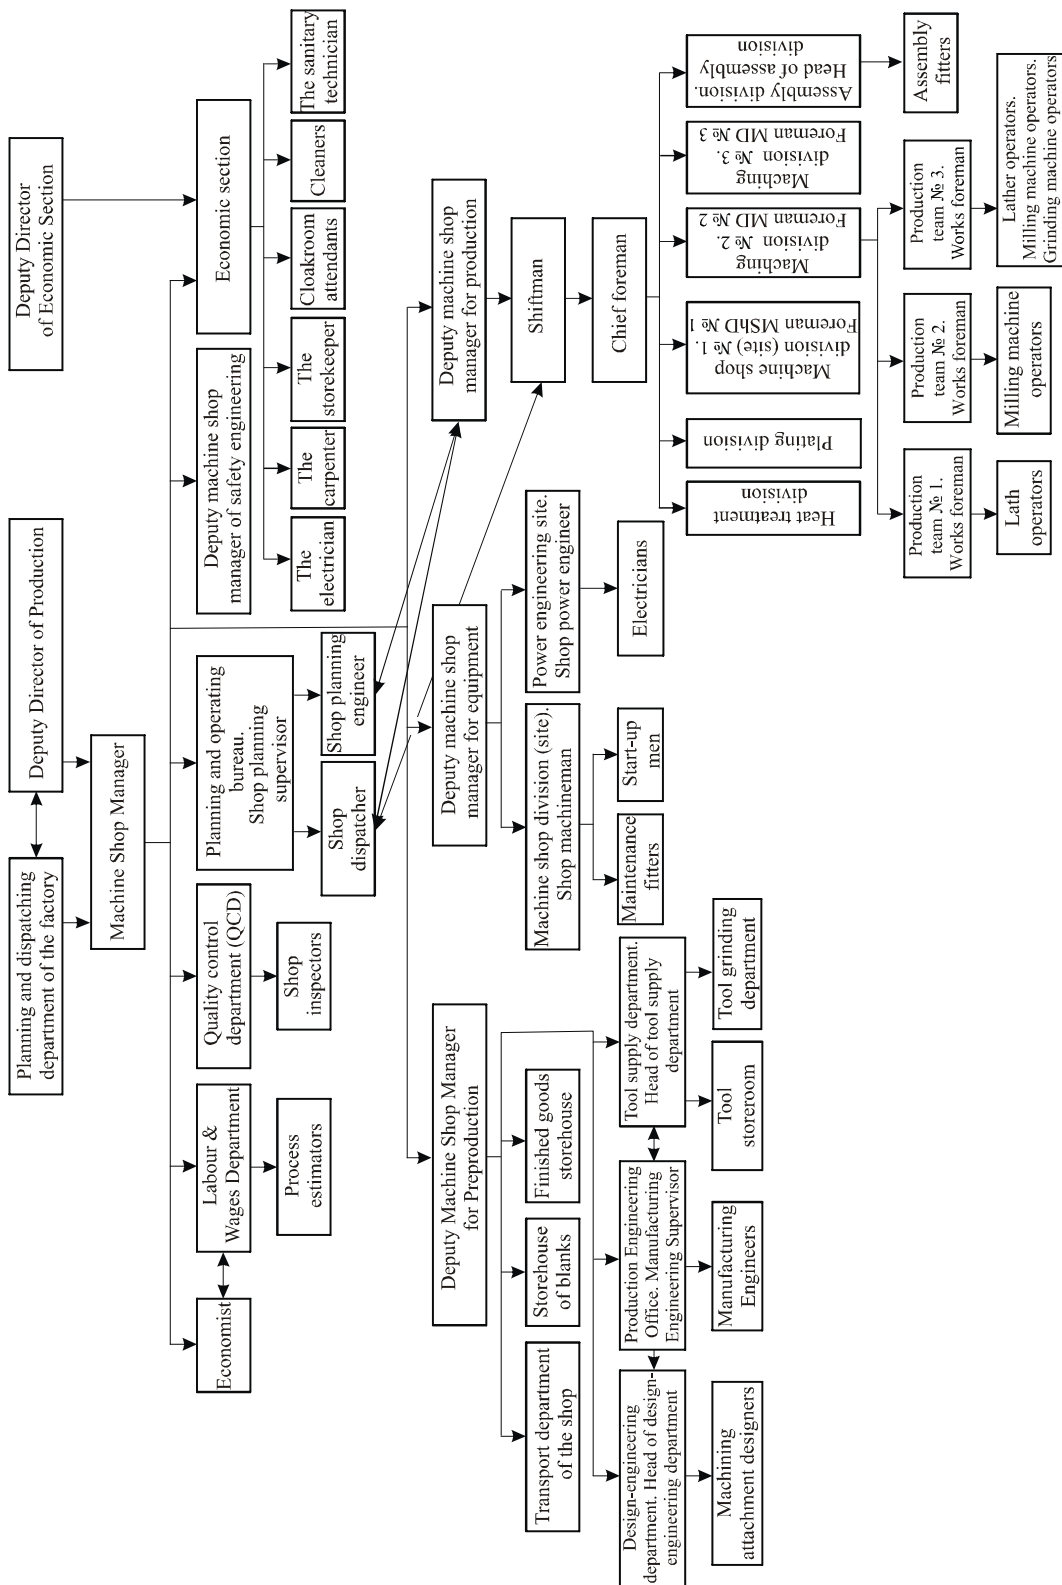 Planning and dispatching
department of the factory
Deputy Director of Production
Deputy Director
of Economic Section
Machine Shop Manager
Economist
Labour &
Wages Department
Quality control
department (QCD)
Planning and operating
bureau.
Shop planning
supervisor
Deputy machine shop
manager of safety engineering
Economic section
Process
estimators
Shop
inspectors
Shop
dispatcher
Shop planning
engineer
The
electrician
The
carpenter
The
storekeeper
Cloakroom
attendants
Cleaners
The sanitary
technician
Deputy Machine Shop Manager
for Preproduction
Deputy machine shop
manager for equipment
Deputy machine shop
manager for production
Transport department
of the shop
Storehouse
of blanks
Finished goods
storehouse
Machine shop division (site).
Shop machineman
Power engineering site.
Shop power engineer
Shiftman
Design-engineering
department. Head of design-
engineering department
Production Engineering
Office. Manufacturing
Engineering Supervisor
Tool supply department.
Head of tool supply
department
Maintenance
fitters
Start-up
men
Electricians
Chief foreman
Machining
attachment designers
Manufacturing
Engineers
Tool
storeroom
Tool grinding
department
Heat treatment
division
Plating division
Machine shop
division (site) № 1.
Foreman MShD № 1
Maching
division № 2.
Foreman MD № 2
Maching
division № 3.
Foreman MD № 3
Assembly division.
Head of assembly
division
Production
team № 1.
Works foreman
Production
team № 2.
Works foreman
Production
team № 3.
Works foreman
Assembly
fitters
Lath
operators
Milling machine
operators
Lather operators.
Milling machine operators.
Grinding machine operators